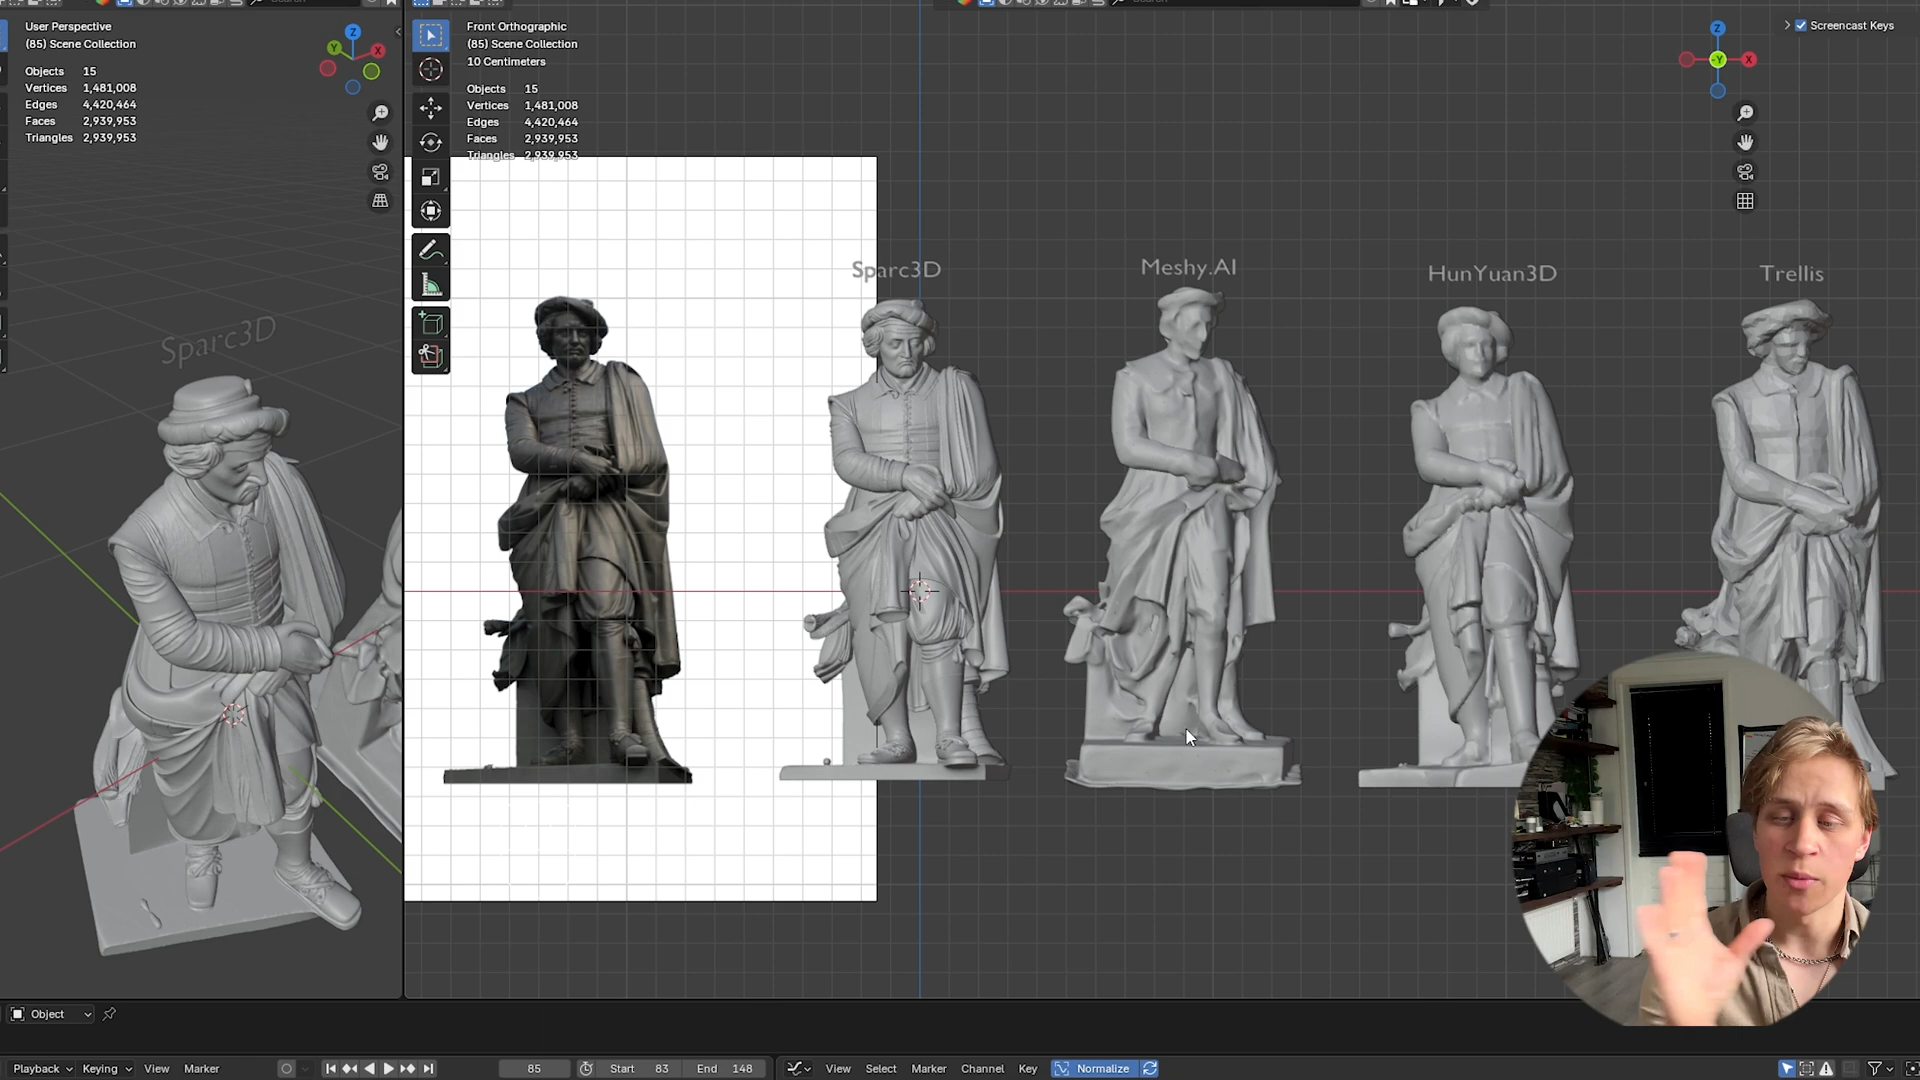 User Perspective
(85) Scene Collection
Objects 15
Vertices 1,481,008
Edges 4,420,464
Faces 2,939,953
Triangles 2,939,953
Front Orthographic
(85) Scene Collection
10 Centimeters
Objects 15
Vertices 1,481,008
Edges 4,420,464
Faces 2,939,953
Triangles 2,939,953
Screencast Keys
Z
Y
X
Z
-Y
X
Sparc3D
Sparc3D
Meshy.AI
HunYuan3D
Trellis
Object
Playback Keying View Marker
85
Start 83
End 148
View Select Marker Channel Key
Normalize